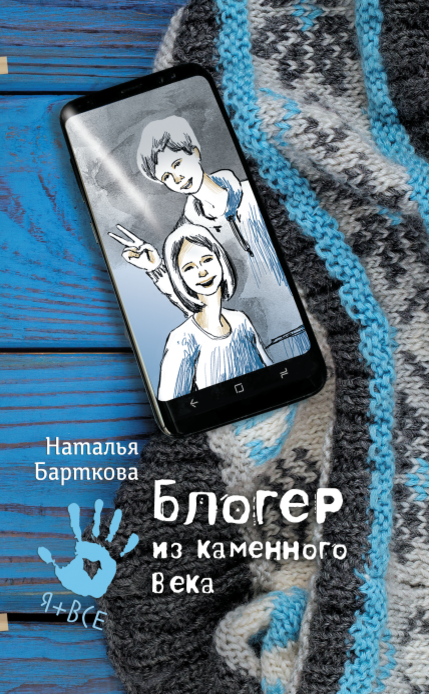 Наталья
Барткова
Блогер
из каменного
века
Я+ВСЕ